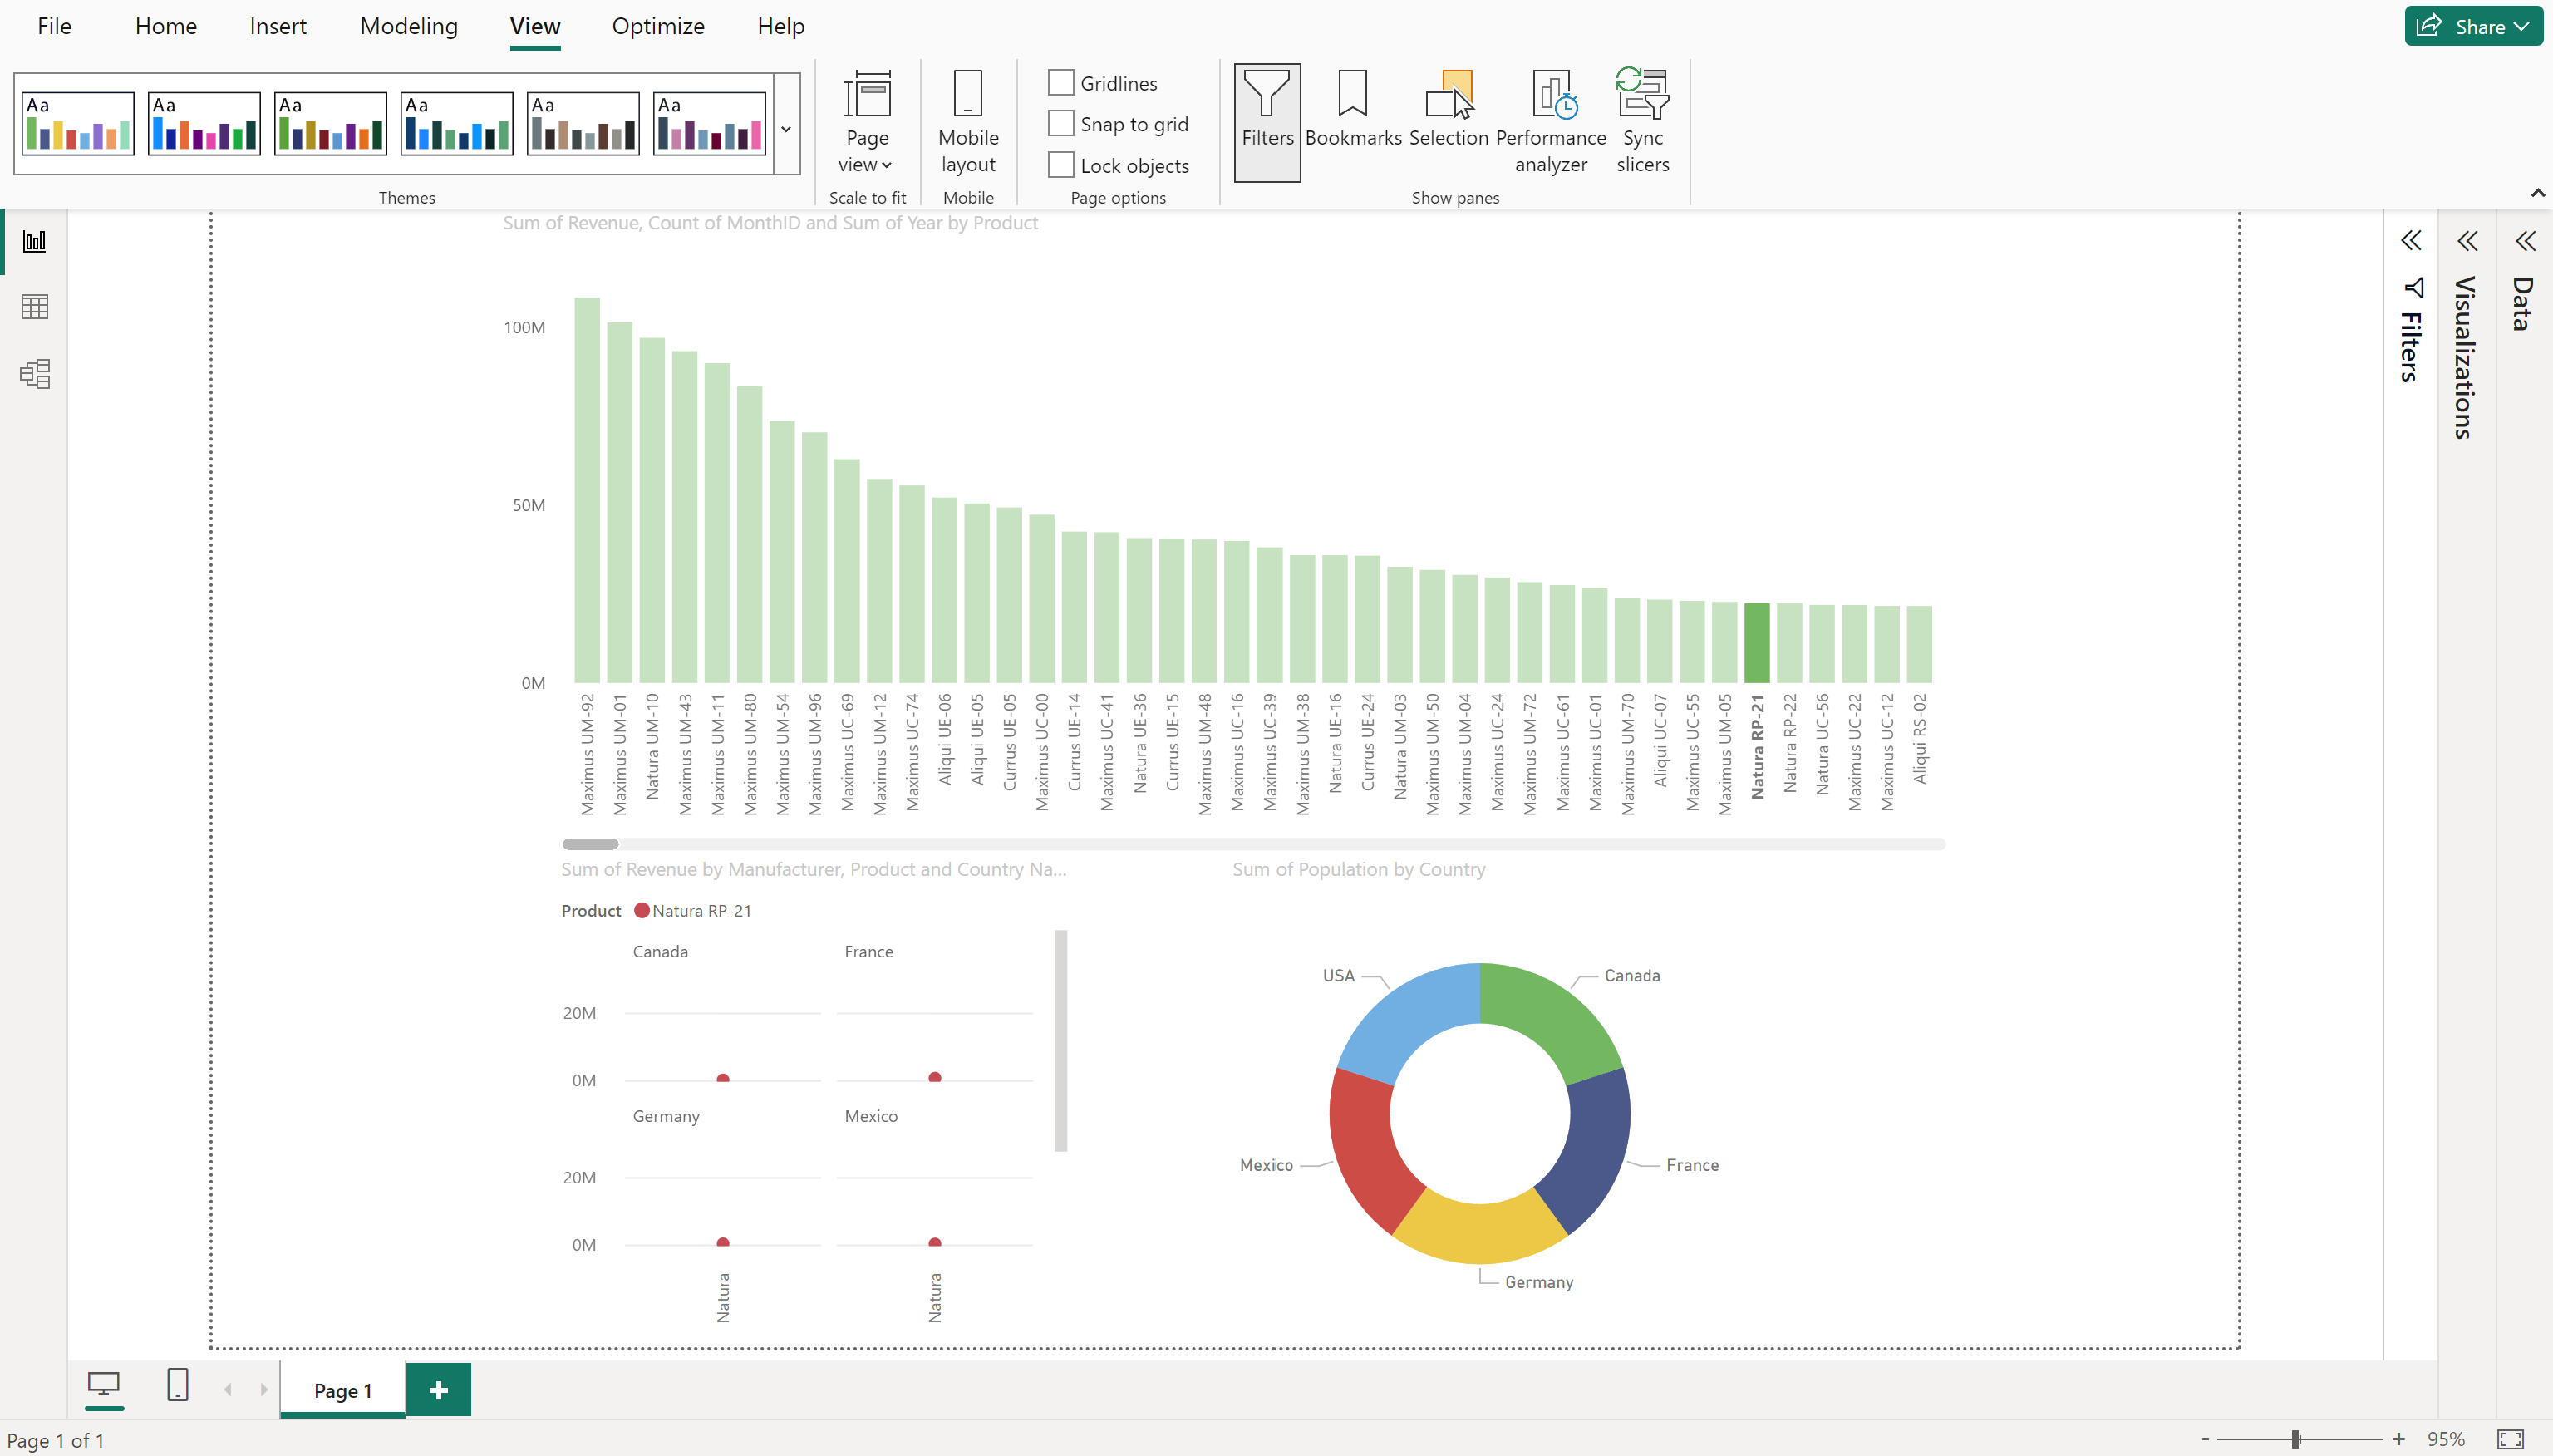 File Home Insert Modeling View Optimize Help Share
Aa Aa Aa Aa Aa Aa
Themes
Page view
Scale to fit
Mobile layout
Mobile
Gridlines
Snap to grid
Lock objects
Page options
Filters
Bookmarks
Selection
Performance analyzer
Sync slicers
Show panes
Sum of Revenue, Count of MonthID and Sum of Year by Product
100M
50M
0M
Maximus UM-92
Maximus UM-01
Natura UM-10
Maximus UM-43
Maximus UM-11
Maximus UM-80
Maximus UM-54
Maximus UM-96
Maximus UC-69
Maximus UM-12
Maximus UC-74
Aliqui UE-06
Aliqui UE-05
Currus UE-05
Maximus UC-00
Currus UE-14
Maximus UC-41
Natura UE-36
Currus UE-15
Maximus UM-48
Maximus UC-16
Maximus UC-39
Maximus UM-38
Natura UE-16
Currus UE-24
Natura UM-03
Maximus UM-50
Maximus UM-04
Maximus UC-24
Maximus UM-72
Maximus UC-61
Maximus UC-01
Maximus UM-70
Aliqui UC-07
Maximus UC-55
Maximus UM-05
Natura RP-21
Natura RP-22
Natura UC-56
Maximus UC-22
Maximus UC-12
Aliqui RS-02
Sum of Revenue by Manufacturer, Product and Country Na...
Product Natura RP-21
Canada France
20M
0M
Germany Mexico
20M
0M
Natura Natura
Sum of Population by Country
USA Canada
Mexico France
Germany
Filters
Visualizations
Data
Page 1 +
Page 1 of 1
- + 95%